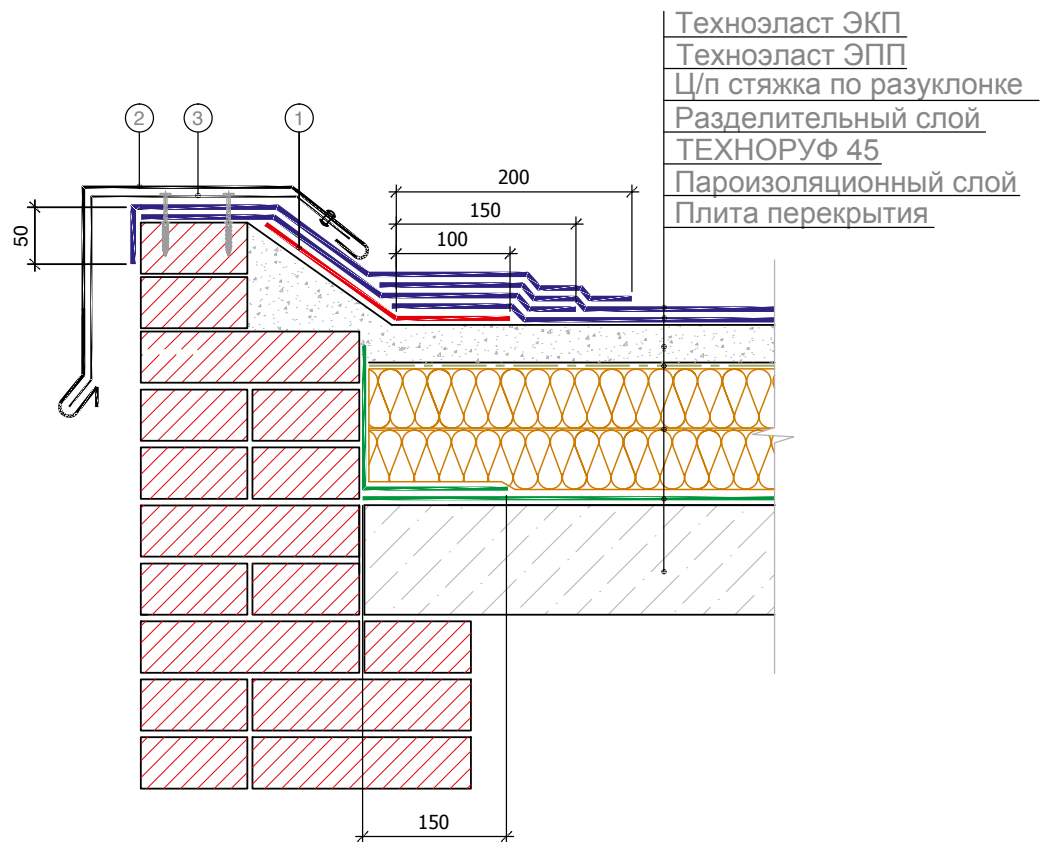 Техноэласт ЭКП
Техноэласт ЭПП
Ц/п стяжка по разуклонке
Разделительный слой
ТЕХНОРУФ 45
Пароизоляционный слой
Плита перекрытия
2
3
1
200
150
100
50
150